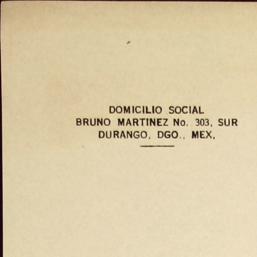 DOMICILIO SOCIAL
BRUNO MARTINEZ No. 303, SUR
DURANGO, DGO., MEX,